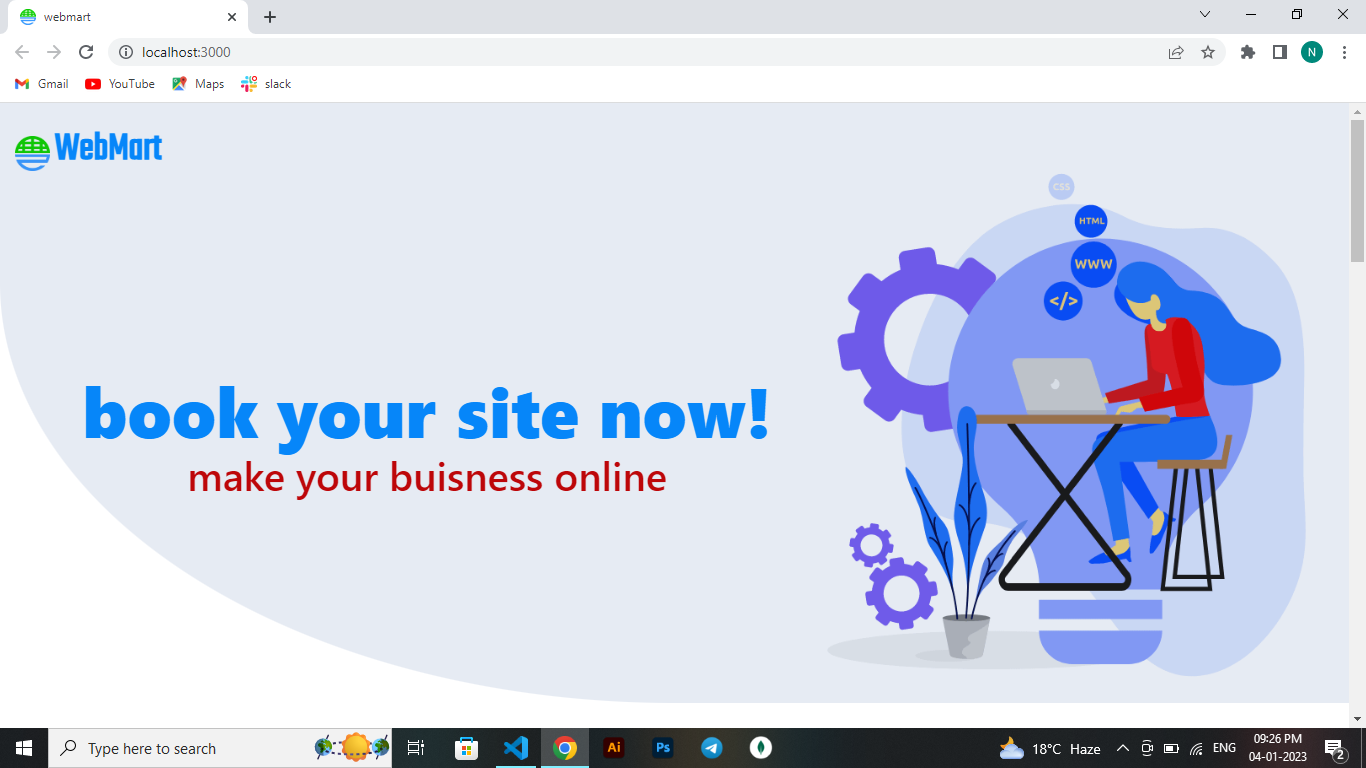 webmart
localhost:3000
Gmail
YouTube
Maps
slack
N
WebMart
CSS
HTML
WWW
</>
book your site now!
make your buisness online
Type here to search
Ai
Ps
18°C Haze
ENG
09:26 PM
04-01-2023
2